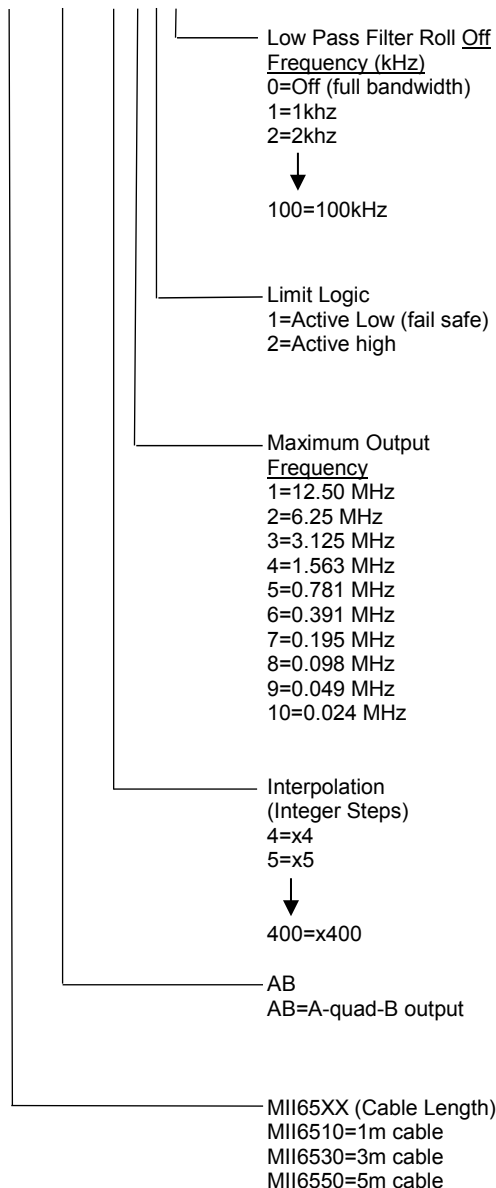 Low Pass Filter Roll Off
Frequency (kHz)
0=Off (full bandwidth)
1=1khz
2=2khz
100=100kHz
Limit Logic
1=Active Low (fail safe)
2=Active high
Maximum Output
Frequency
1=12.50 MHz
2=6.25 MHz
3=3.125 MHz
4=1.563 MHz
5=0.781 MHz
6=0.391 MHz
7=0.195 MHz
8=0.098 MHz
9=0.049 MHz
10=0.024 MHz
Interpolation
(Integer Steps)
4=x4
5=x5
400=x400
AB
AB=A-quad-B output
MII65XX (Cable Length)
MII6510=1m cable
MII6530=3m cable
MII6550=5m cable